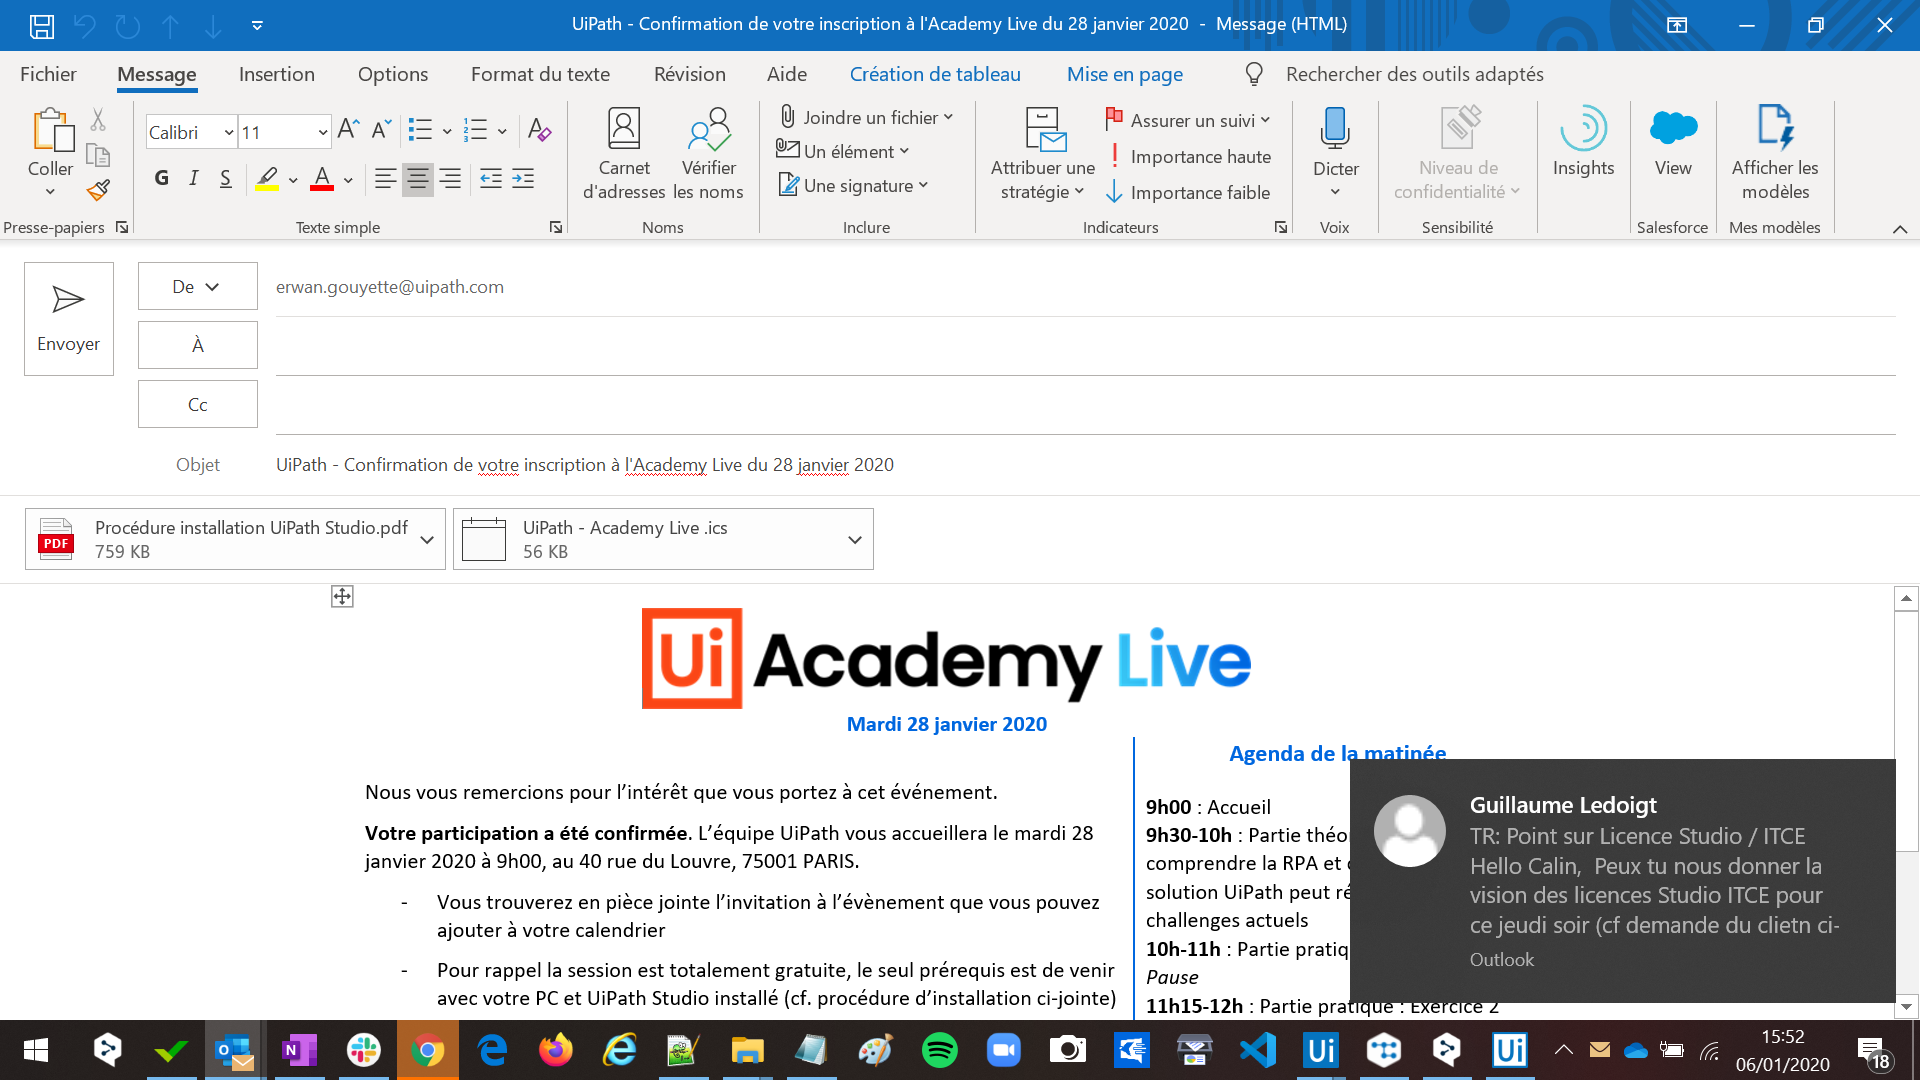 UiPath - Confirmation de votre inscription à l'Academy Live du 28 janvier 2020 - Message (HTML)
Fichier Message Insertion Options Format du texte Révision Aide Création de tableau Mise en page Rechercher des outils adaptés
Coller
Presse-papiers
Calibri 11
G I S
Texte simple
Carnet d'adresses
Vérifier les noms
Noms
Joindre un fichier
Un élément
Une signature
Inclure
Attribuer une stratégie
Assurer un suivi
Importance haute
Importance faible
Indicateurs
Dicter
Voix
Niveau de confidentialité
Sensibilité
Insights
View
Salesforce
Afficher les modèles
Mes modèles
Envoyer
De erwan.gouyette@uipath.com
À
Cc
Objet UiPath - Confirmation de votre inscription à l'Academy Live du 28 janvier 2020
PDF Procédure installation UiPath Studio.pdf
759 KB
UiPath - Academy Live .ics
56 KB
Ui Academy Live
Mardi 28 janvier 2020
Nous vous remercions pour l’intérêt que vous portez à cet événement.
Votre participation a été confirmée. L’équipe UiPath vous accueillera le mardi 28
janvier 2020 à 9h00, au 40 rue du Louvre, 75001 PARIS.
- Vous trouverez en pièce jointe l’invitation à l’évènement que vous pouvez
ajouter à votre calendrier
- Pour rappel la session est totalement gratuite, le seul prérequis est de venir
avec votre PC et UiPath Studio installé (cf. procédure d’installation ci-jointe)
Agenda de la matinée
9h00 : Accueil
9h30-10h : Partie théo
comprendre la RPA et
solution UiPath peut ré
challenges actuels
10h-11h : Partie pratiq
Pause
11h15-12h : Partie pratique : Exercice 2
Guillaume Ledoigt
TR: Point sur Licence Studio / ITCE
Hello Calin, Peux tu nous donner la
vision des licences Studio ITCE pour
ce jeudi soir (cf demande du clietn ci-
Outlook
15:52
06/01/2020
18